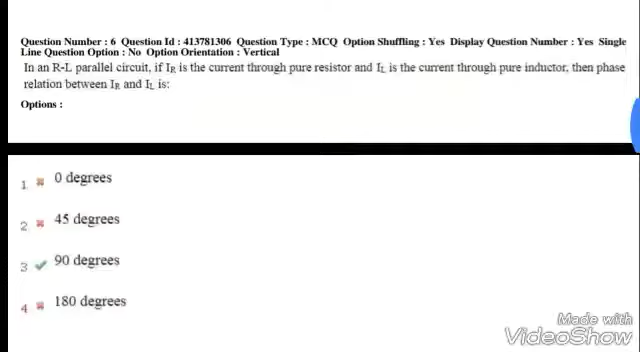 Question Number : 6 Question Id : 413781306 Question Type : MCQ Option Shuffling : Yes Display Question Number : Yes Single
Line Question Option : No Option Orientation : Vertical
In an R-L parallel circuit, if IR is the current through pure resistor and IL is the current through pure inductor, then phase
relation between IR and IL is:
Options :
1 ✖ 0 degrees
2 ✖ 45 degrees
3 ✔ 90 degrees
4 ✖ 180 degrees
Made with
VideoShow